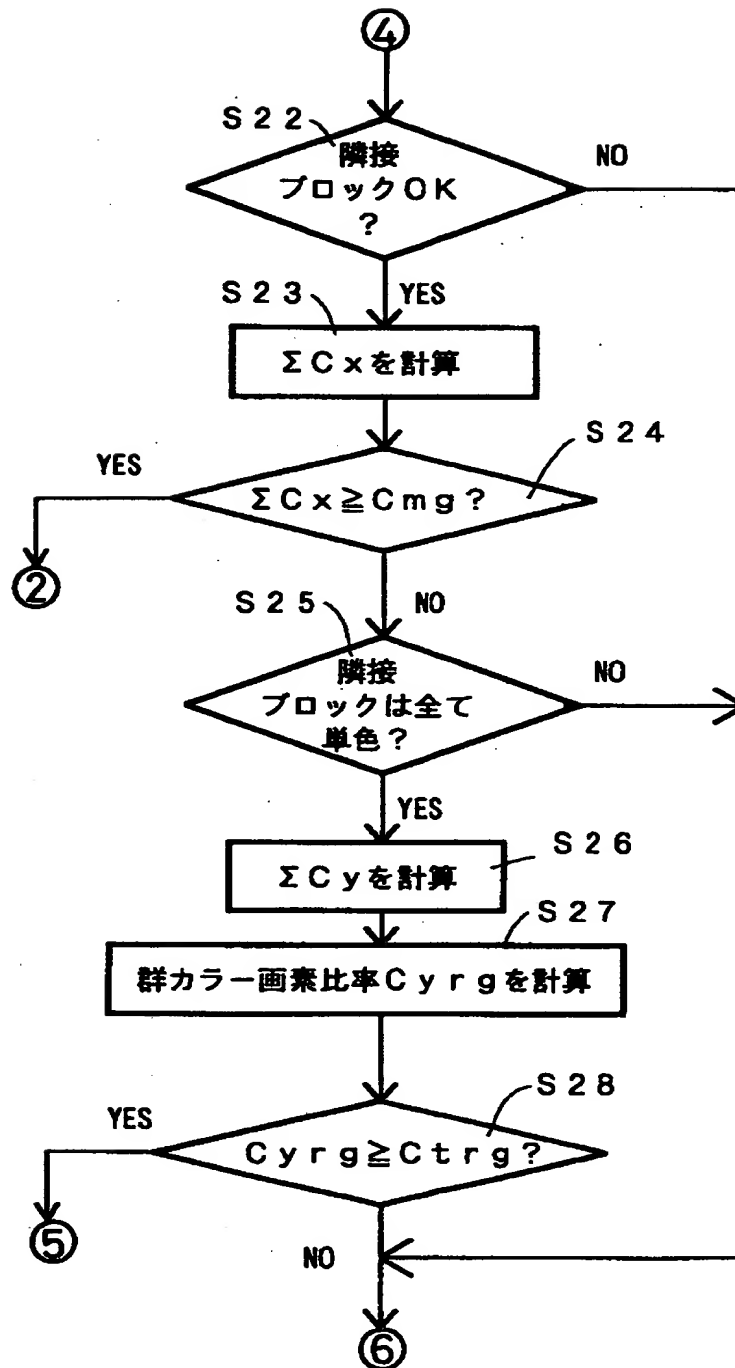 ④
S22
隣接
ブロックOK
?
NO
YES
S23
ΣCxを計算
S24
YES
ΣCx≧Cmg?
②
NO
S25
隣接
ブロックは全て
単色?
NO
YES
S26
ΣCyを計算
S27
群カラー画素比率Cyrgを計算
S28
YES
Cyrg≧Ctrg?
⑤
NO
⑥